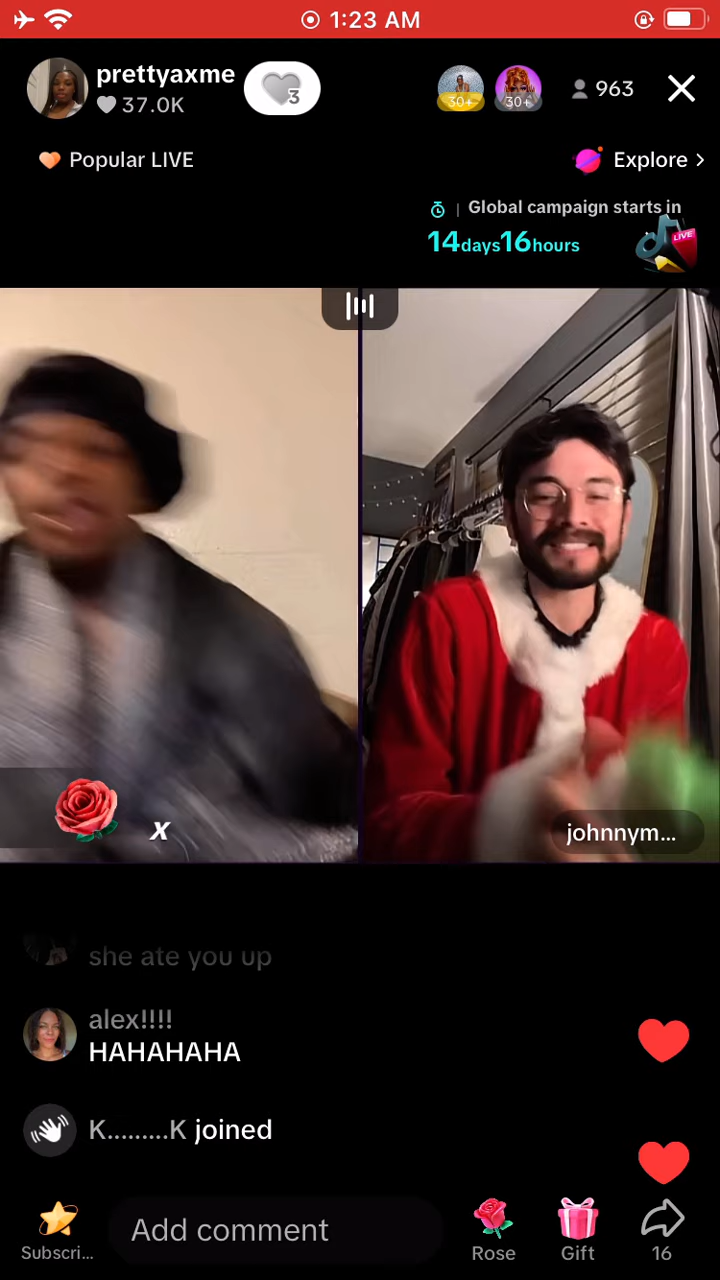 1:23 AM
prettyaxme
37.0K
3
30+
30+
963
Popular LIVE
Explore >
Global campaign starts in
14days16hours
LIVE
x
johnnym...
she ate you up
alex!!!!
HAHAHAHA
K.........K joined
Add comment
Subscri...
Rose
Gift
16